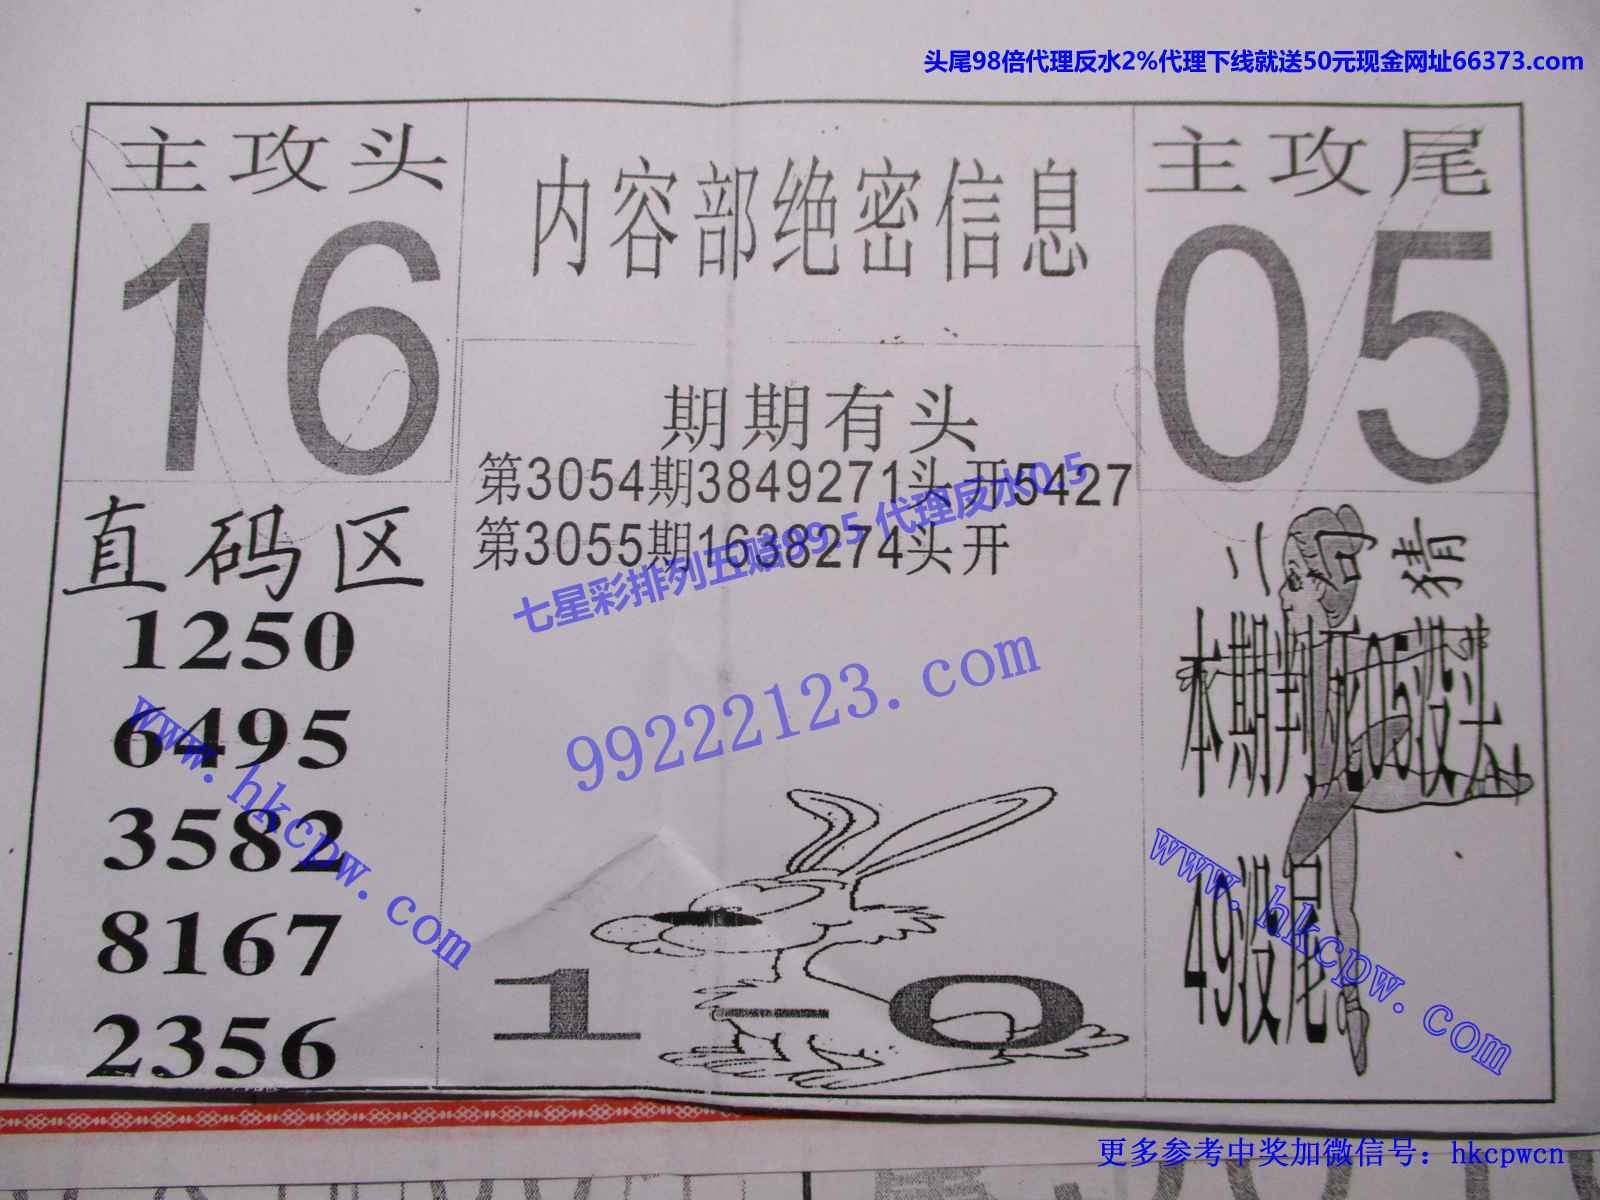 头尾98倍代理反水2%代理下线就送50元现金网址66373.com
主攻头
16
内容部绝密信息
主攻尾
05
期期有头
第3054期3849271头开5427
第3055期1638274头开
七星彩排列五赔99.5 代理反水0.5
99222123.com
直码区
1250
6495
3582
8167
2356
www.hkcpw.com
1－0
二句猜
本期判死05没头
49没尾
www.hkcpw.com
更多参考中奖加微信号：hkcpwcn